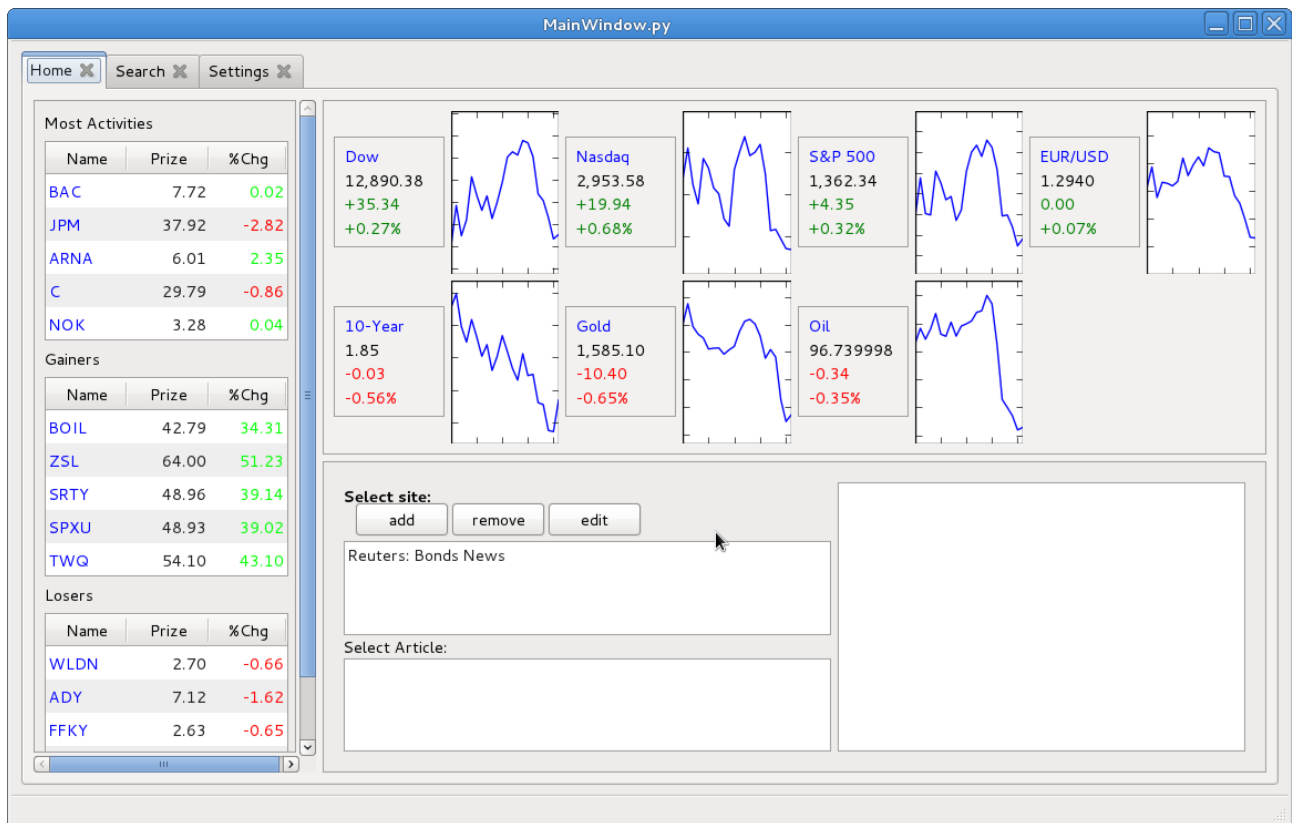 MainWindow.py
Home Search Settings
Most Activities
Name Prize %Chg
BAC 7.72 0.02
JPM 37.92 -2.82
ARNA 6.01 2.35
C 29.79 -0.86
NOK 3.28 0.04
Gainers
Name Prize %Chg
BOIL 42.79 34.31
ZSL 64.00 51.23
SRTY 48.96 39.14
SPXU 48.93 39.02
TWQ 54.10 43.10
Losers
Name Prize %Chg
WLDN 2.70 -0.66
ADY 7.12 -1.62
FFKY 2.63 -0.65
Dow
12,890.38
+35.34
+0.27%
Nasdaq
2,953.58
+19.94
+0.68%
S&P 500
1,362.34
+4.35
+0.32%
EUR/USD
1.2940
0.00
+0.07%
10-Year
1.85
-0.03
-0.56%
Gold
1,585.10
-10.40
-0.65%
Oil
96.739998
-0.34
-0.35%
Select site:
add remove edit
Reuters: Bonds News
Select Article: